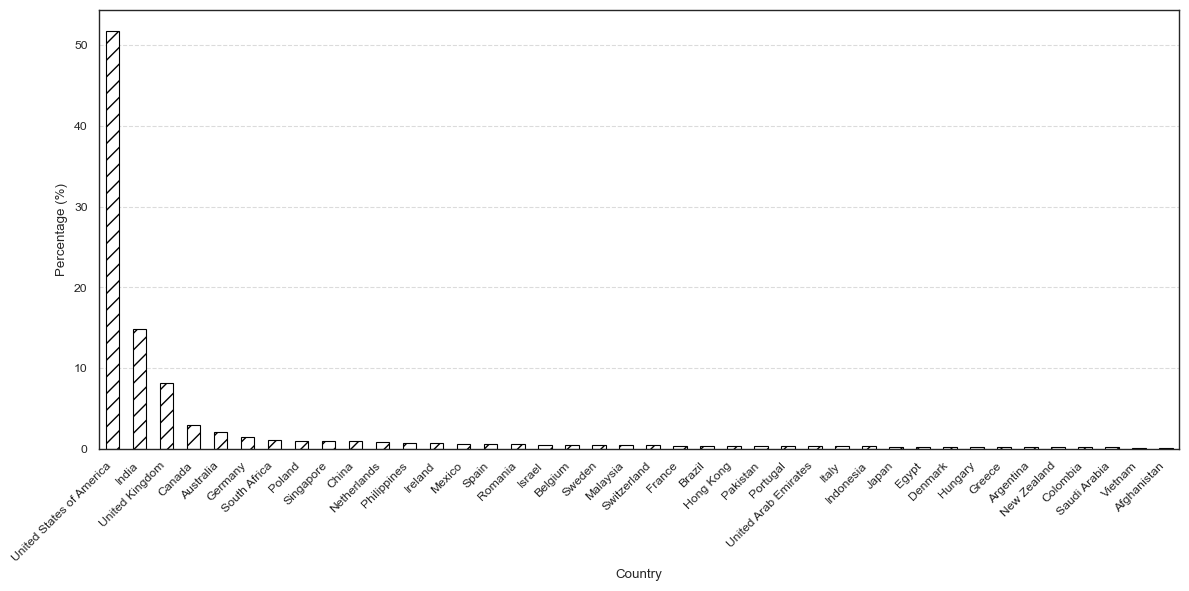 Percentage (%)
50
40
30
20
10
0
United States of America
India
United Kingdom
Canada
Australia
Germany
South Africa
Poland
Singapore
China
Netherlands
Philippines
Ireland
Mexico
Spain
Romania
Israel
Belgium
Sweden
Malaysia
Switzerland
France
Brazil
Hong Kong
Pakistan
Portugal
United Arab Emirates
Italy
Indonesia
Japan
Egypt
Denmark
Hungary
Greece
Argentina
New Zealand
Colombia
Saudi Arabia
Vietnam
Afghanistan
Country